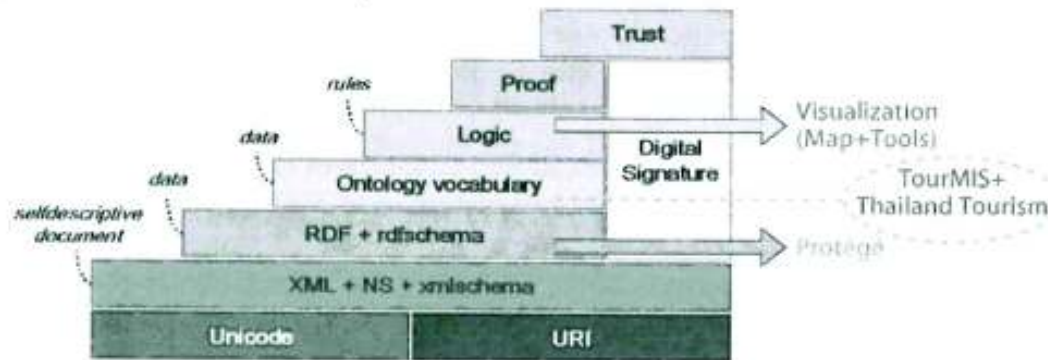 Trust
Proof
rules
Logic
Visualization
(Map+Tools)
Digital
Signature
data
Ontology vocabulary
TourMIS+
Thailand Tourism
data
RDF + rdfschema
Protégé
selfdescriptive
document
XML + NS + xmlschema
Unicode
URI